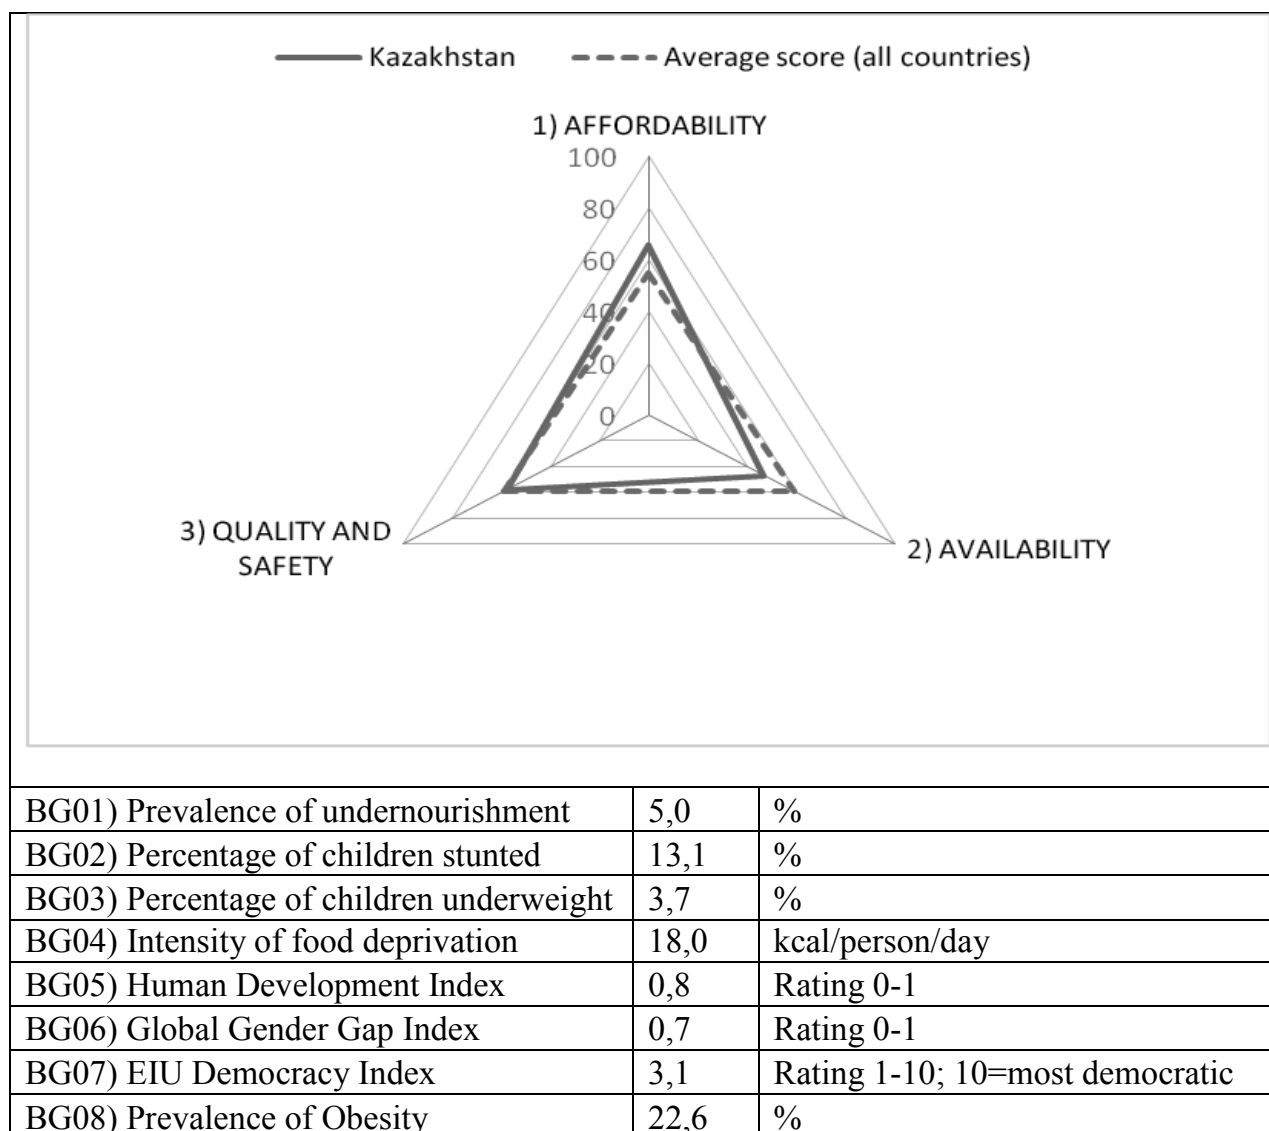 Kazakhstan Average score (all countries)
1) AFFORDABILITY
100
80
60
40
20
0
3) QUALITY AND
SAFETY
2) AVAILABILITY
BG01) Prevalence of undernourishment 5,0 %
BG02) Percentage of children stunted 13,1 %
BG03) Percentage of children underweight 3,7 %
BG04) Intensity of food deprivation 18,0 kcal/person/day
BG05) Human Development Index 0,8 Rating 0-1
BG06) Global Gender Gap Index 0,7 Rating 0-1
BG07) EIU Democracy Index 3,1 Rating 1-10; 10=most democratic
BG08) Prevalence of Obesity 22,6 %